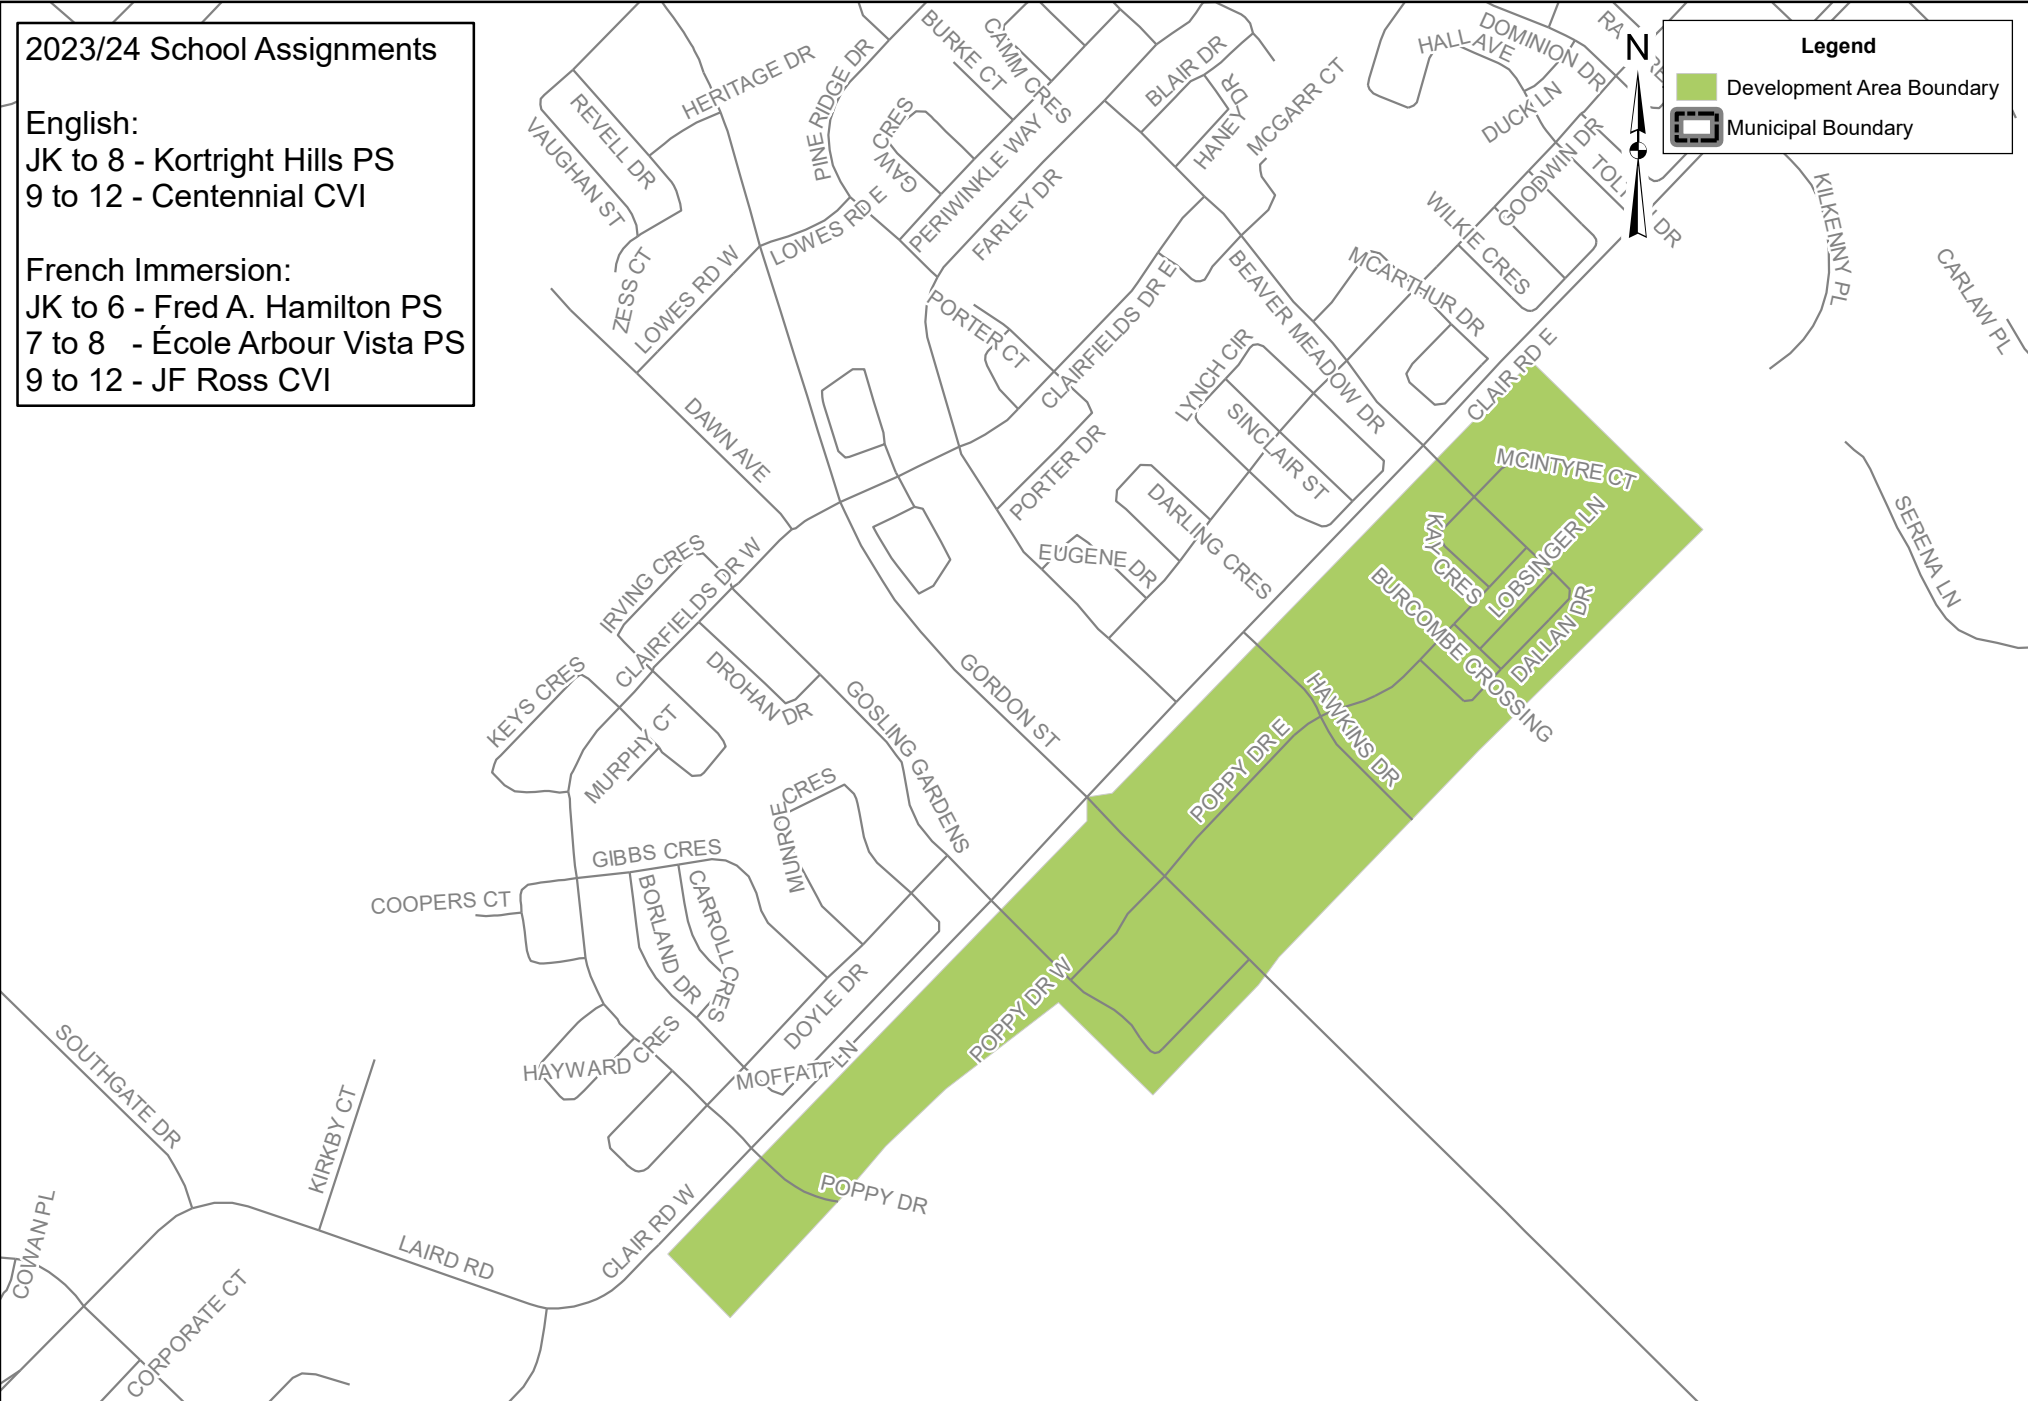 2023/24 School Assignments
English:
JK to 8 - Kortright Hills PS
9 to 12 - Centennial CVI
French Immersion:
JK to 6 - Fred A. Hamilton PS
7 to 8 - École Arbour Vista PS
9 to 12 - JF Ross CVI
N
Legend
Development Area Boundary
Municipal Boundary
REVELL DR
VAUGHAN ST
HERITAGE DR
ZESS CT
LOWES RD W
LOWES RD E
PINE RIDGE DR
BURKE CT
CAMM CRES
GAW CRES
PERIWINKLE WAY
FARLEY DR
BLAIR DR
HANEY DR
MCGARR CT
HALL AVE
DOMINION DR
DUCK LN
GOODWIN DR
WILKIE CRES
MCARTHUR DR
KILKENNY PL
CARLAW PL
SERENA LN
PORTER CT
CLAIRFIELDS DR E
BEAVER MEADOW DR
LYNCH CIR
SINCLAIR ST
CLAIR RD E
DAWN AVE
PORTER DR
DARLING CRES
EUGENE DR
MCINTYRE CT
KAY CRES
LOBSINGER LN
BURCOMBE CROSSING
DALLAN DR
HAWKINS DR
POPPY DR E
IRVING CRES
CLAIRFIELDS DR W
KEYS CRES
MURPHY CT
DROHAN DR
GOSLING GARDENS
GORDON ST
MUNROE CRES
GIBBS CRES
COOPERS CT
BORLAND DR
CARROLL CRES
DOYLE DR
MOFFATT LN
HAYWARD CRES
POPPY DR W
POPPY DR
CLAIR RD W
SOUTHGATE DR
KIRKBY CT
LAIRD RD
COWAN PL
CORPORATE CT